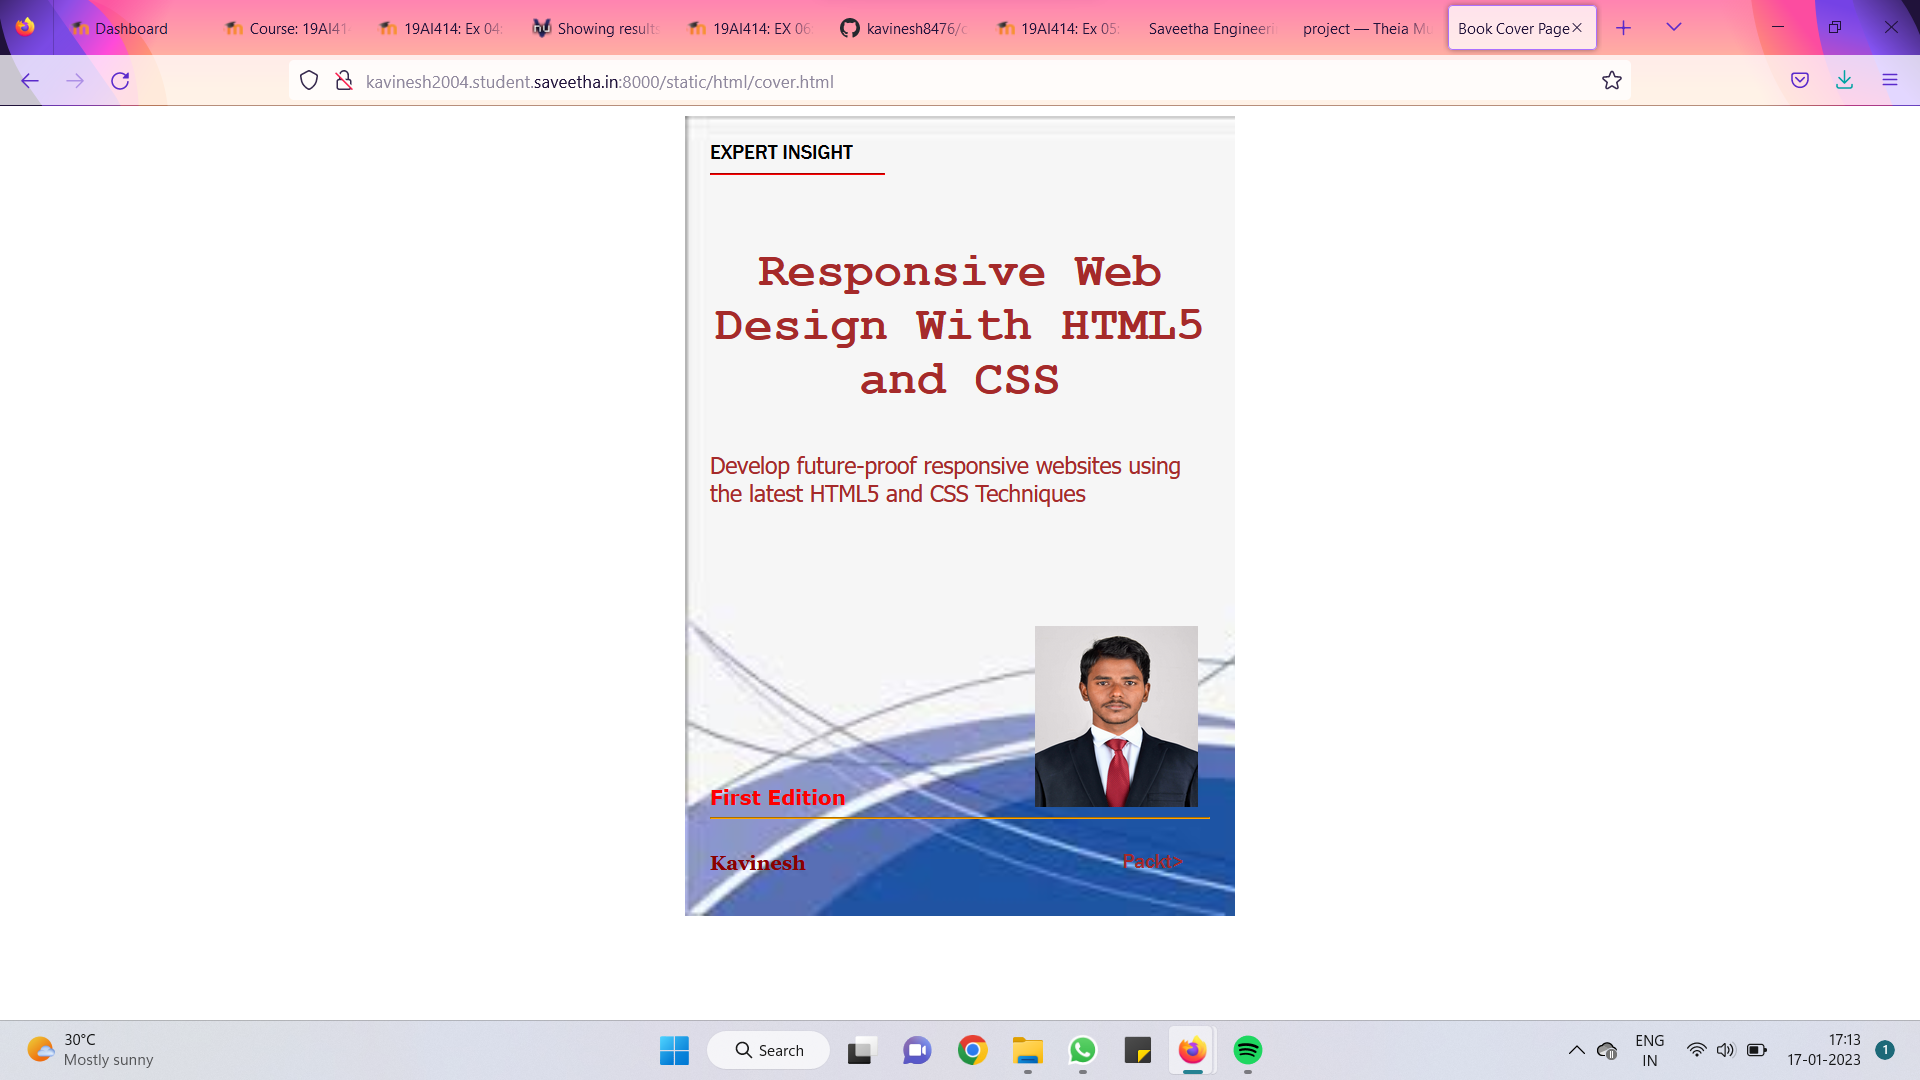 Dashboard
Course: 19AI41
19AI414: Ex 04:
Showing results
19AI414: EX 06
kavinesh8476/c
19AI414: Ex 05:
Saveetha Engineeri
project — Theia Mu
Book Cover Page
kavinesh2004.student.saveetha.in:8000/static/html/cover.html
EXPERT INSIGHT
Responsive Web
Design With HTML5
and CSS
Develop future-proof responsive websites using
the latest HTML5 and CSS Techniques
First Edition
Kavinesh
Packt>
30°C
Mostly sunny
Search
ENG
IN
17:13
17-01-2023
1